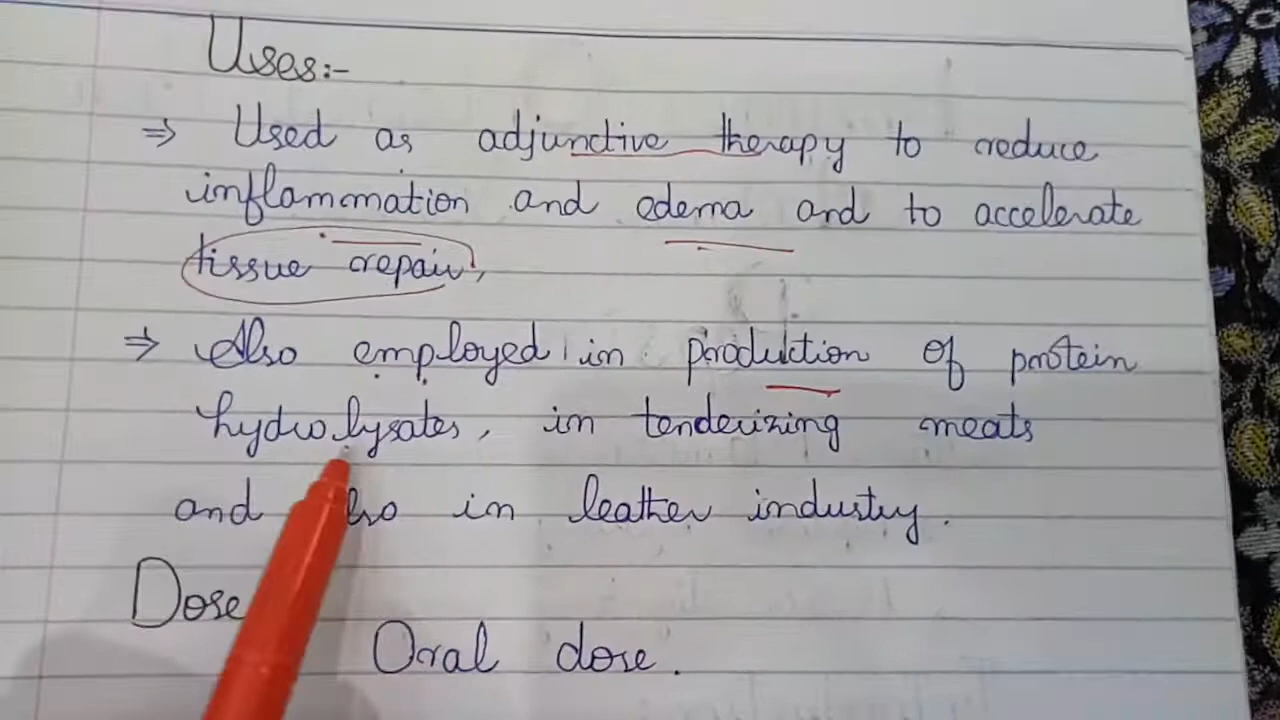 Uses:-
⇒ Used as adjunctive therapy to reduce
inflammation and edema and to accelerate
tissue repair,
⇒ Also employed in production of protein
hydrolysates, in tenderizing meats
and also in leather industry.
Dose
Oral dose.